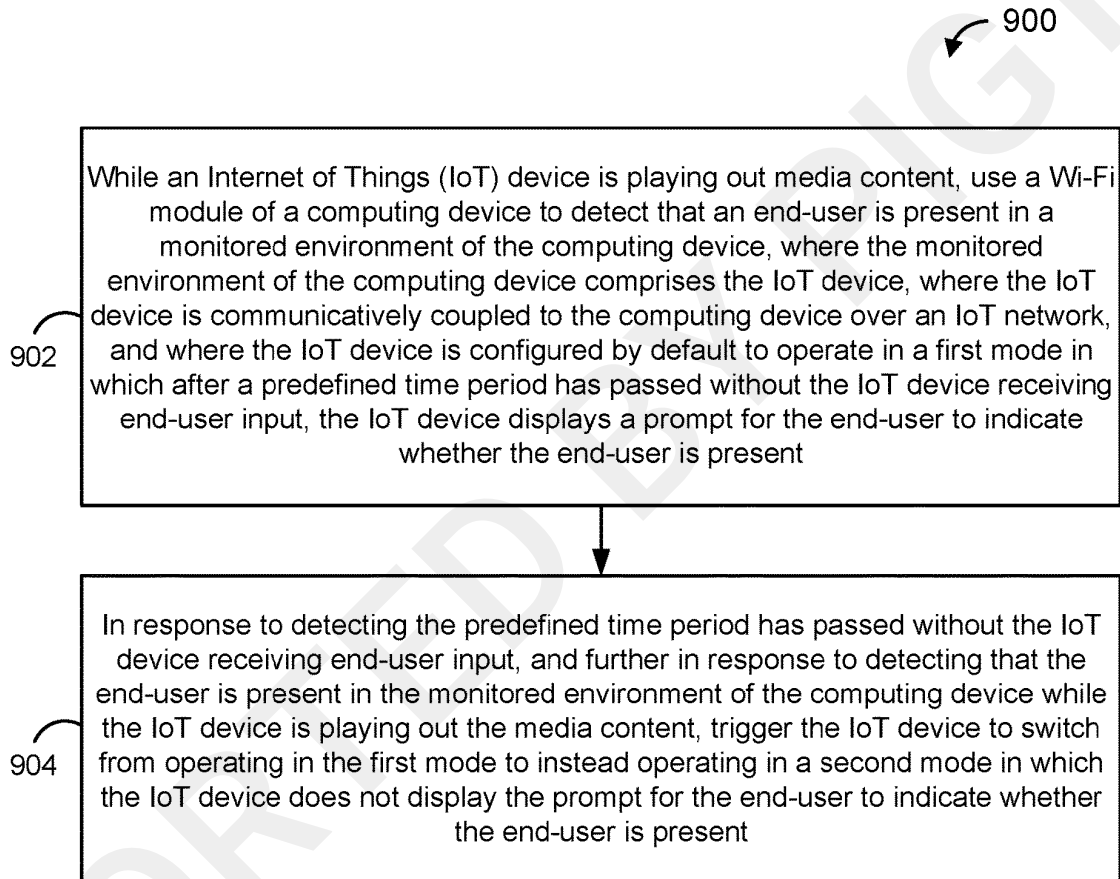 900
While an Internet of Things (IoT) device is playing out media content, use a Wi-Fi
module of a computing device to detect that an end-user is present in a
monitored environment of the computing device, where the monitored
environment of the computing device comprises the IoT device, where the IoT
device is communicatively coupled to the computing device over an IoT network,
and where the IoT device is configured by default to operate in a first mode in
which after a predefined time period has passed without the IoT device receiving
end-user input, the IoT device displays a prompt for the end-user to indicate
whether the end-user is present
902
In response to detecting the predefined time period has passed without the IoT
device receiving end-user input, and further in response to detecting that the
end-user is present in the monitored environment of the computing device while
the IoT device is playing out the media content, trigger the IoT device to switch
from operating in the first mode to instead operating in a second mode in which
the IoT device does not display the prompt for the end-user to indicate whether
the end-user is present
904
ORTED BY PIG